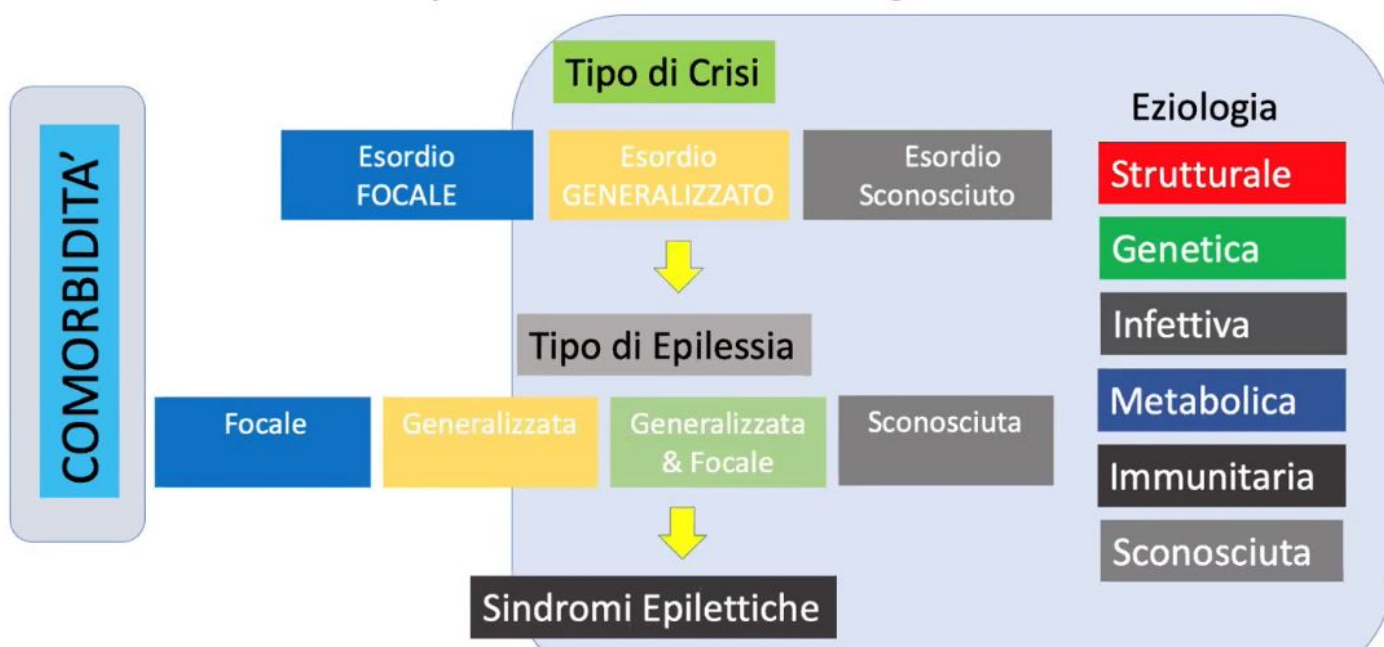 COMORBIDITA’
Tipo di Crisi
Esordio
FOCALE
Esordio
GENERALIZZATO
Esordio
Sconosciuto
Tipo di Epilessia
Focale
Generalizzata
Generalizzata
& Focale
Sconosciuta
Sindromi Epilettiche
Eziologia
Strutturale
Genetica
Infettiva
Metabolica
Immunitaria
Sconosciuta